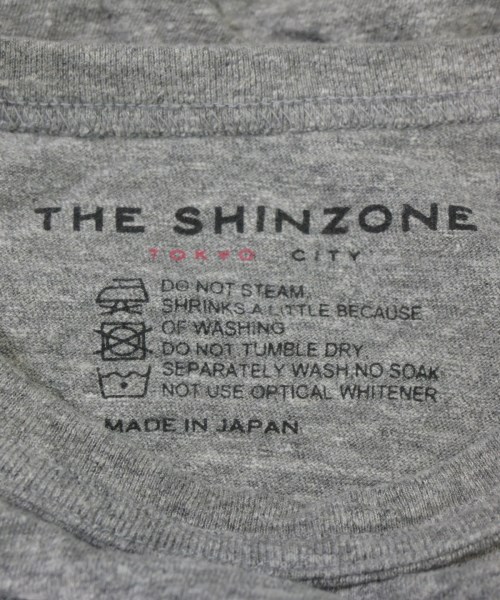 THE SHINZONE
TOKYO CITY
DO NOT STEAM,
SHRINKS A LITTLE BECAUSE
OF WASHING
DO NOT TUMBLE DRY
SEPARATELY WASH.NO SOAK
NOT USE OPTICAL WHITENER
MADE IN JAPAN